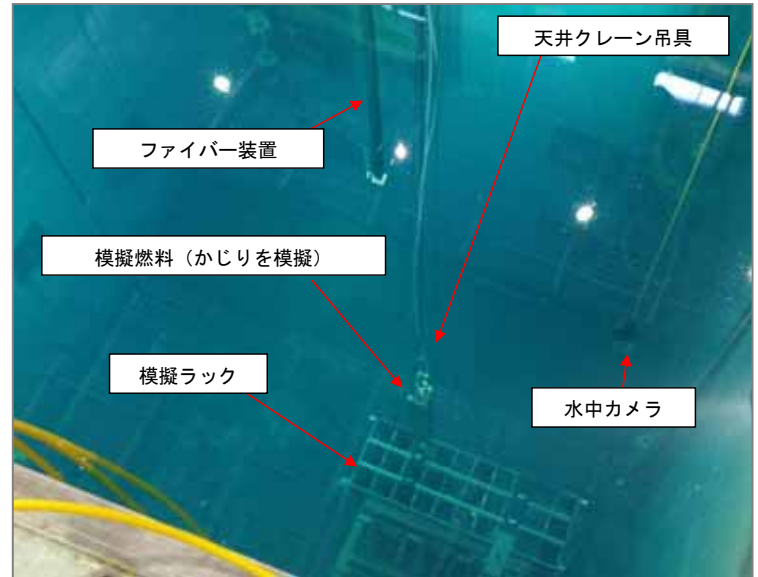 天井クレーン吊具
ファイバー装置
模擬燃料（かじりを模擬）
模擬ラック
水中カメラ